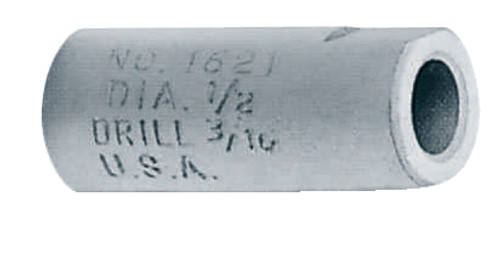 NO. 1621
DIA. 1/2
DRILL 3/16
U.S.A.